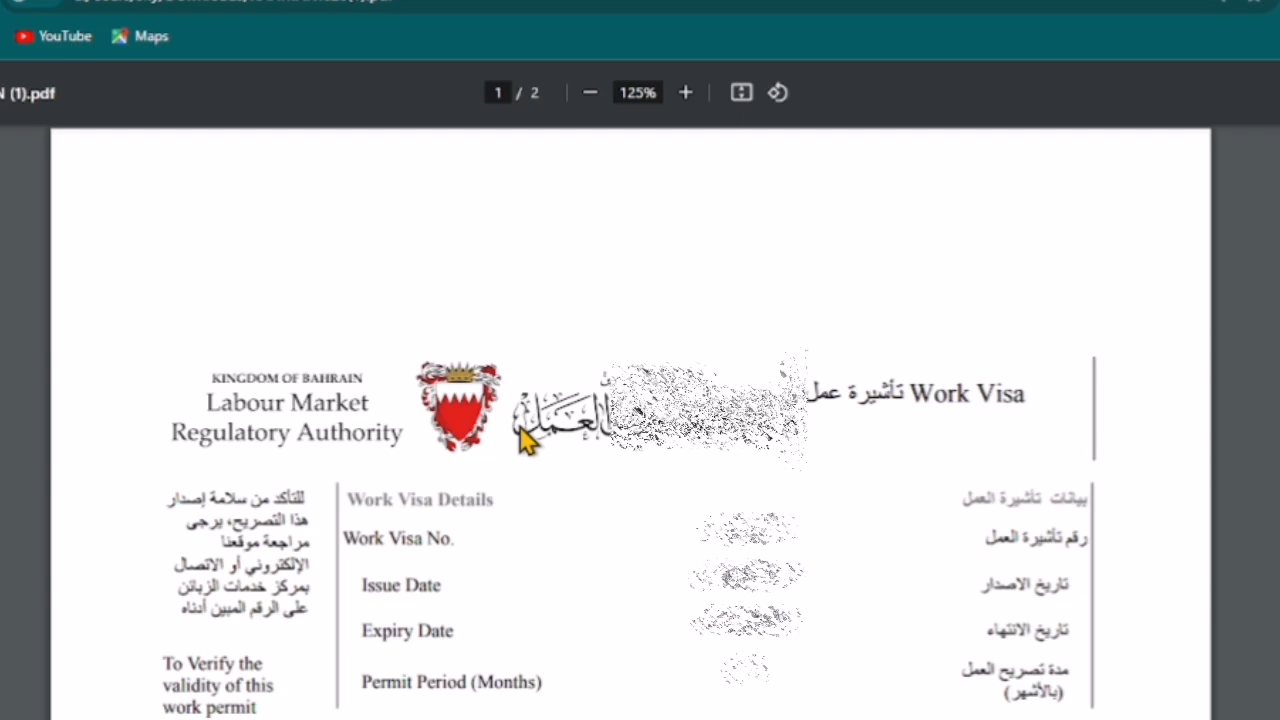 YouTube
Maps
N (1).pdf
1 / 2
125%
KINGDOM OF BAHRAIN
Labour Market
Regulatory Authority
العمل
تأشيرة عمل Work Visa
للتأكد من سلامة إصدار
هذا التصريح، يرجى
مراجعة موقعنا
الإلكتروني أو الاتصال
بمركز خدمات الزبائن
على الرقم المبين أدناه
To Verify the
validity of this
work permit
Work Visa Details بيانات تأشيرة العمل
Work Visa No. رقم تأشيرة العمل
Issue Date تاريخ الاصدار
Expiry Date تاريخ الانتهاء
Permit Period (Months) مدة تصريح العمل
(بالأشهر)